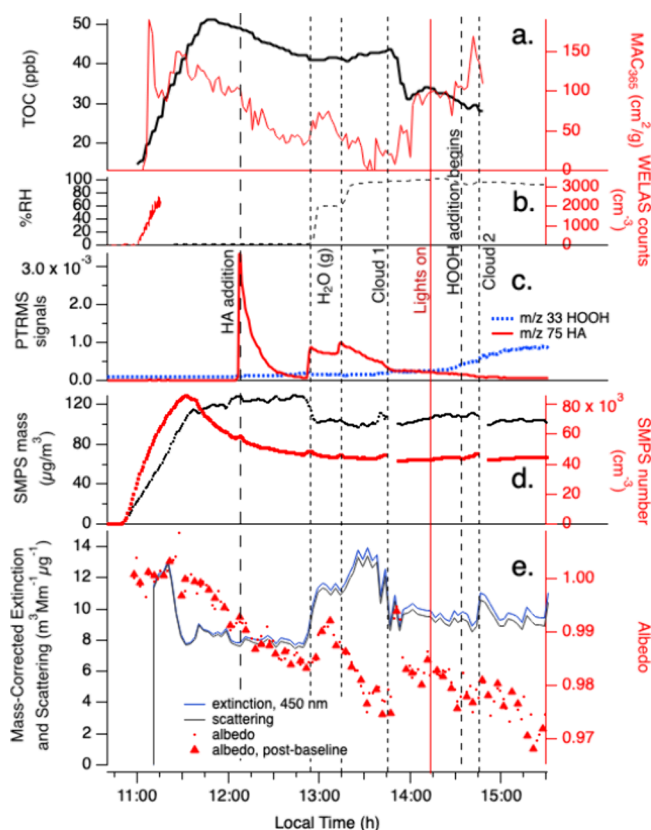 a.
50
40
30
20
TOC (ppb)
150
100
50
0
MAC365 (cm2/g)
b.
100
80
60
40
20
0
%RH
3000
2000
1000
0
WELAS counts
(cm-3)
HA addition
H2O (g)
Cloud 1
Lights on
HOOH addition begins
Cloud 2
c.
3.0 × 10-3
2.0
1.0
0.0
PTRMS
signals
m/z 33 HOOH
m/z 75 HA
d.
120
80
40
0
SMPS mass
(µg/m3)
80 × 103
60
40
20
0
SMPS number
(cm-3)
e.
14
12
10
8
6
4
2
0
Mass-Corrected Extinction
and Scattering (m3Mm-1 µg-1)
1.00
0.99
0.98
0.97
Albedo
extinction, 450 nm
scattering
albedo
albedo, post-baseline
11:00 12:00 13:00 14:00 15:00
Local Time (h)